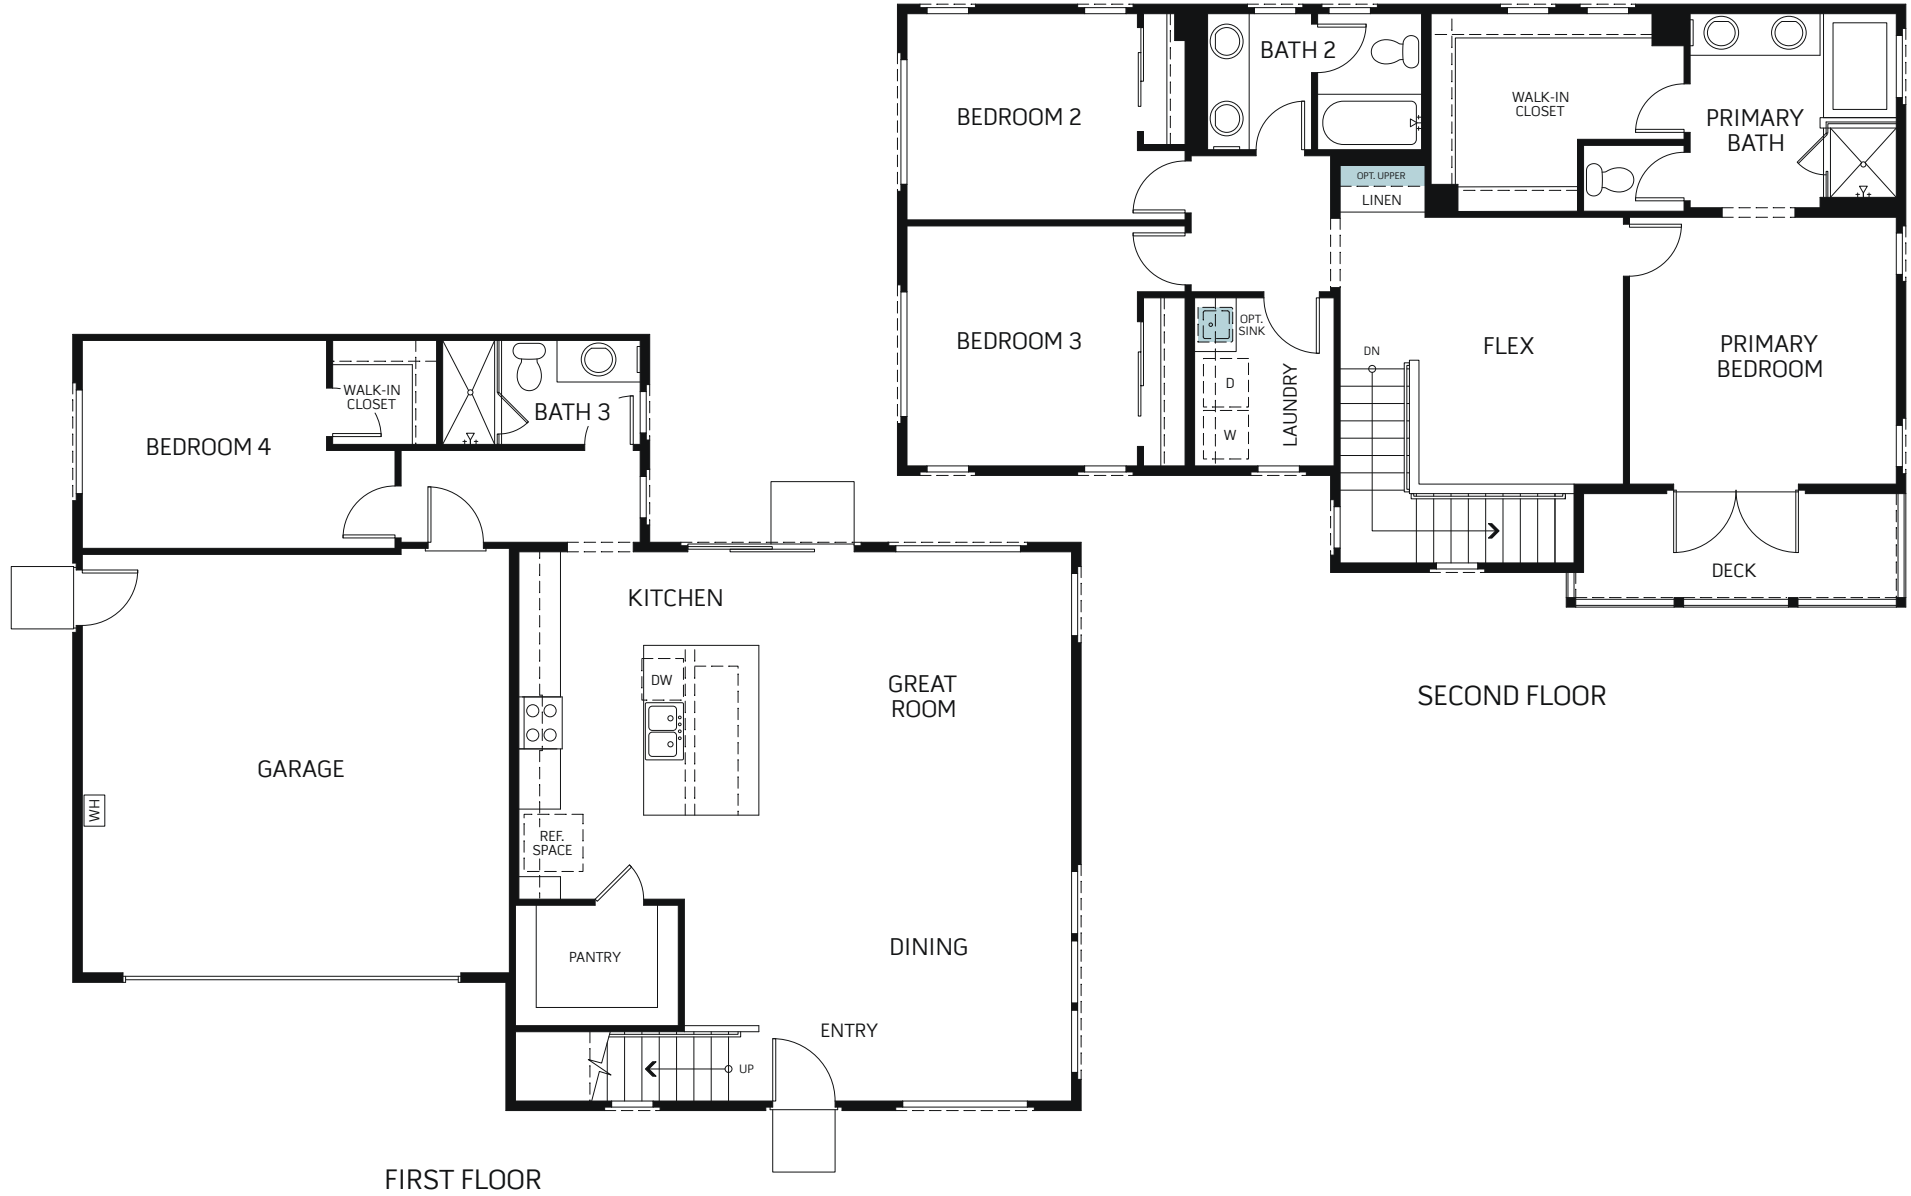 BEDROOM 2
BATH 2
WALK-IN
CLOSET
PRIMARY
BATH
OPT. UPPER
LINEN
BEDROOM 3
OPT.
SINK
D
W
LAUNDRY
DN
FLEX
PRIMARY
BEDROOM
DECK
SECOND FLOOR
BEDROOM 4
WALK-IN
CLOSET
BATH 3
KITCHEN
DW
GREAT
ROOM
GARAGE
WH
REF.
SPACE
PANTRY
DINING
ENTRY
UP
FIRST FLOOR